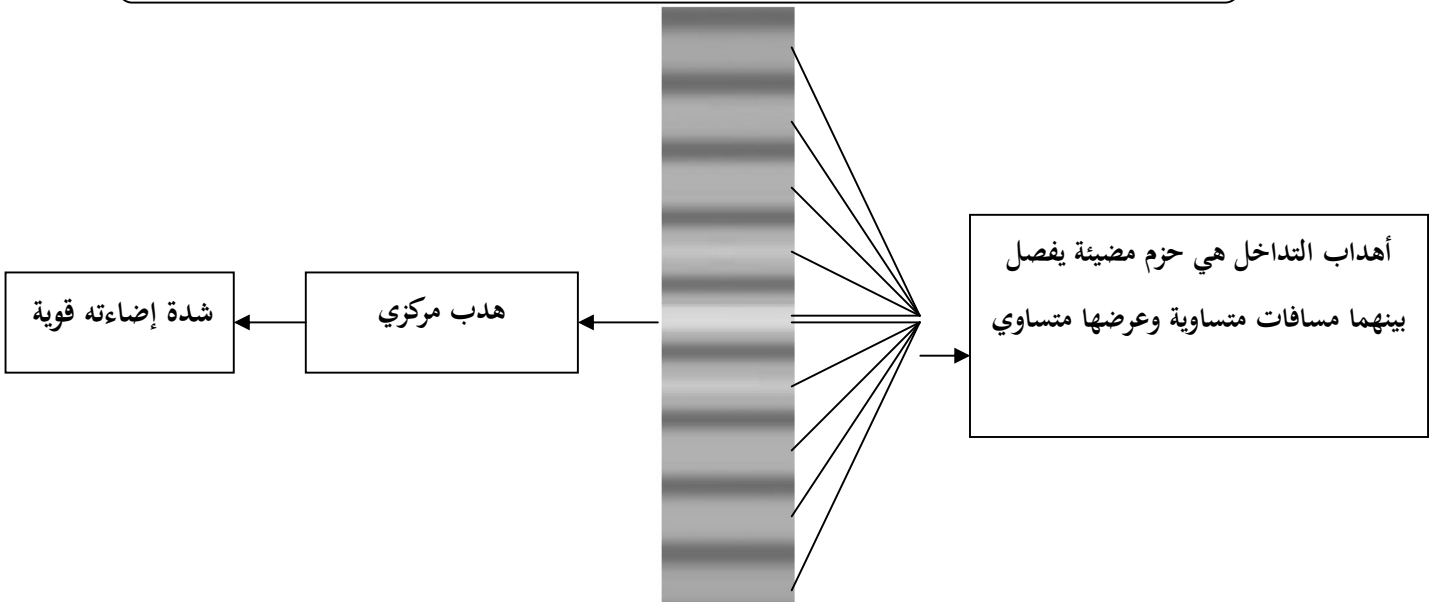 أهداب التداخل هي حزم مضيئة يفصل
بينهما مسافات متساوية وعرضها متساوي
هدب مركزي
شدة إضاءته قوية